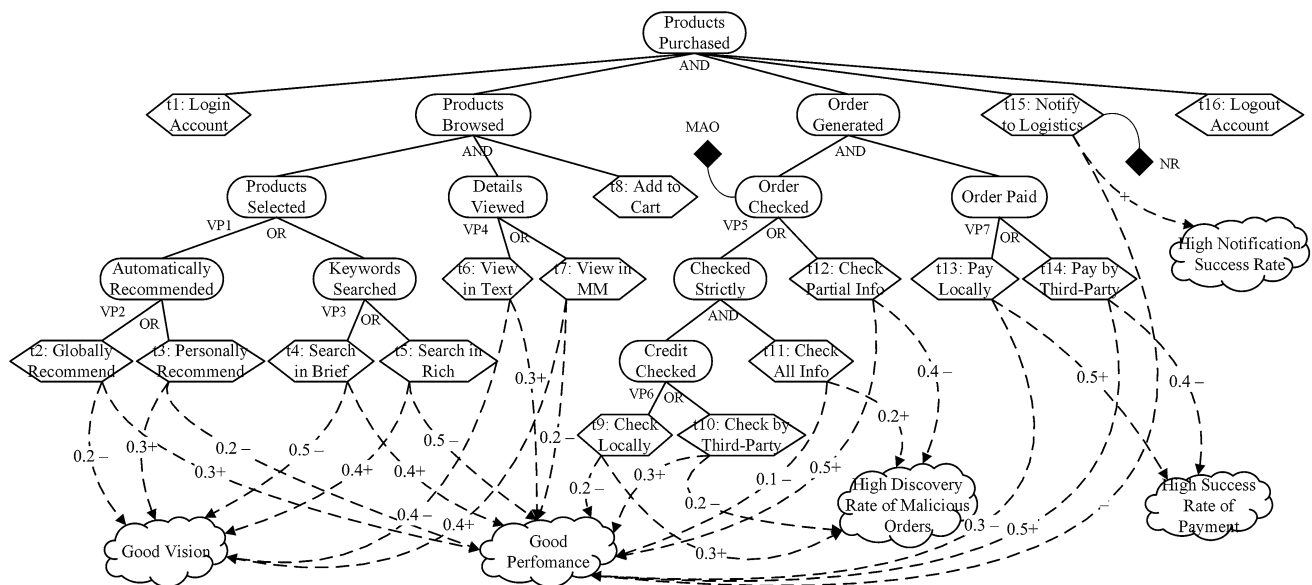 Products
Purchased
AND
t1: Login
Account
Products
Browsed
Order
Generated
t15: Notify
to Logistics
t16: Logout
Account
MAO
AND
AND
NR
Products
Selected
Details
Viewed
t8: Add to
Cart
Order
Checked
Order Paid
+
VP1
OR
VP4
OR
VP5
OR
VP7
OR
High Notification
Success Rate
Automatically
Recommended
Keywords
Searched
t6: View
in Text
t7: View in
MM
Checked
Strictly
t12: Check
Partial Info
t13: Pay
Locally
t14: Pay by
Third-Party
VP2
OR
VP3
OR
AND
t2: Globally
Recommend
t3: Personally
Recommend
t4: Search
in Brief
t5: Search in
Rich
Credit
Checked
t11: Check
All Info
0.3+
0.4 –
0.5+
0.4 –
VP6
OR
t9: Check
Locally
t10: Check by
Third-Party
0.2+
0.2 –
0.3+
0.2 –
0.3+
0.5 –
0.4+
0.4+
0.5 –
0.2 –
0.2 –
0.3+
0.2 –
0.1 –
0.5+
High Discovery
Rate of Malicious
Orders
High Success
Rate of
Payment
–
0.4 –
0.4+
0.3+
0.3 –
0.5+
Good Vision
Good
Perfomance